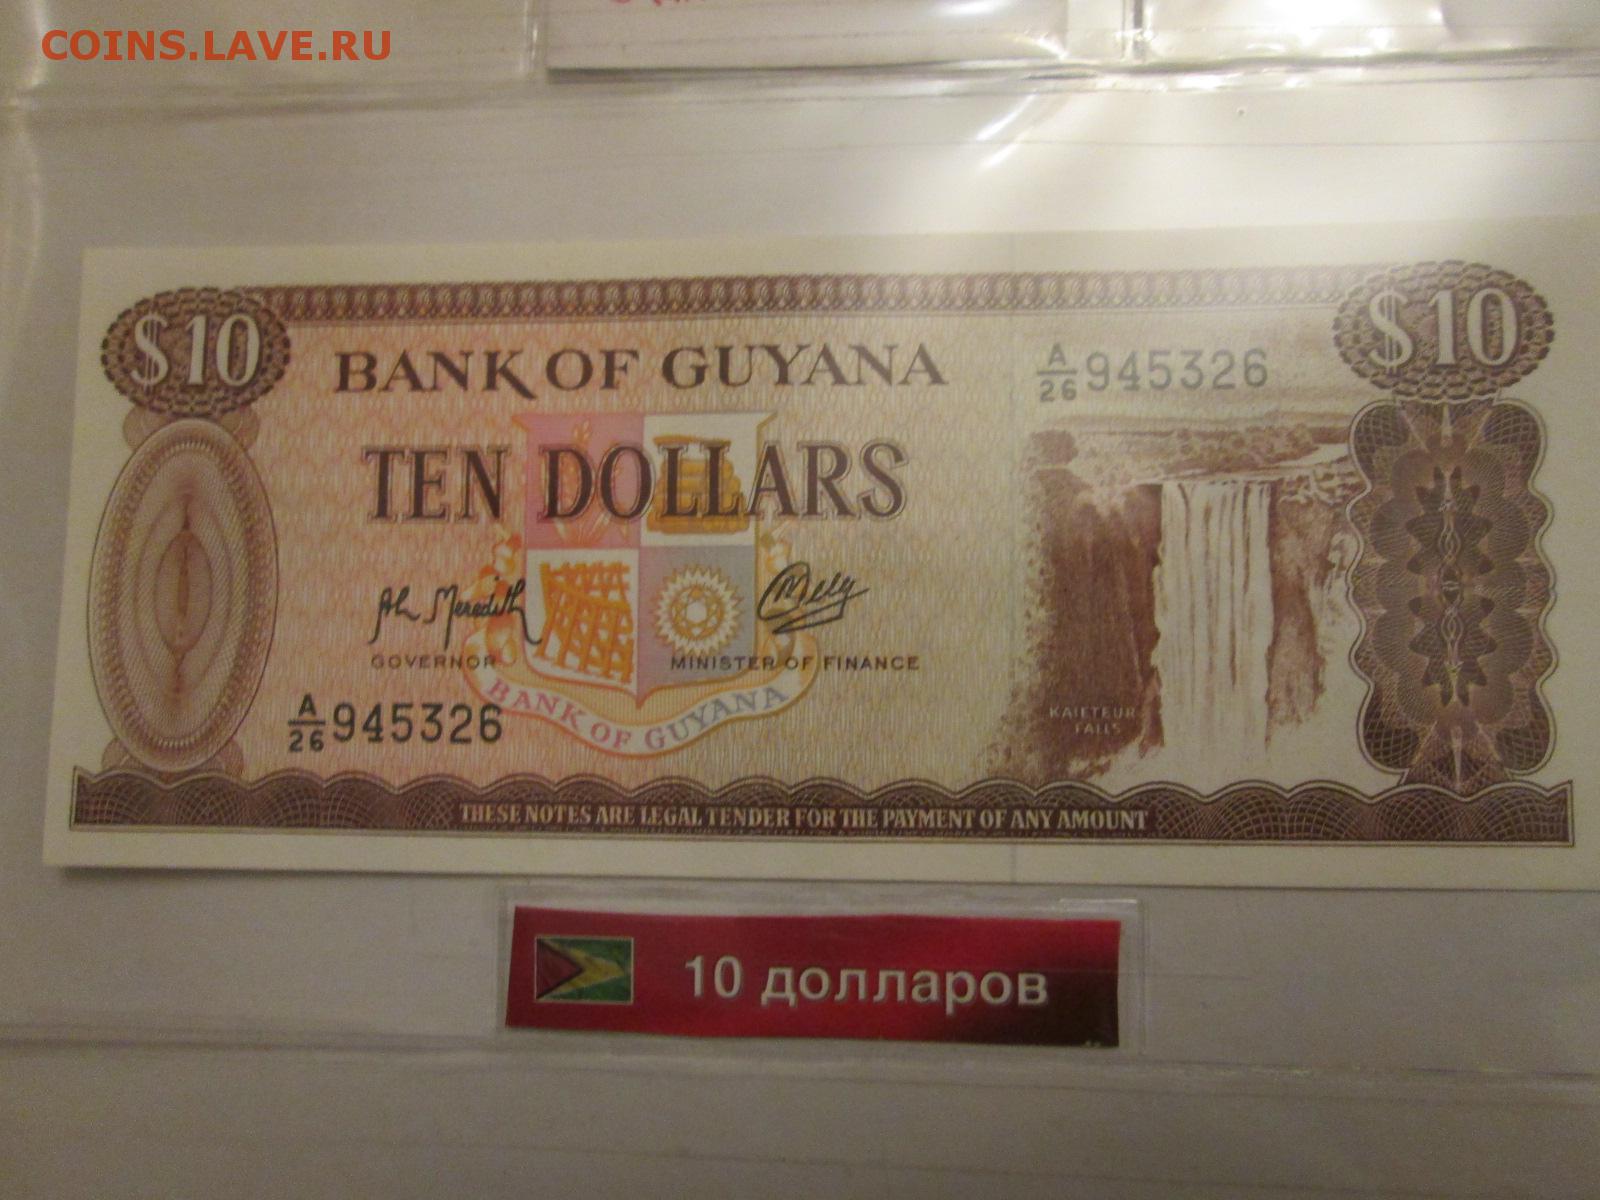 COINS.LAVE.RU
$10
$10
BANK OF GUYANA
A/26 945326
TEN DOLLARS
GOVERNOR
MINISTER OF FINANCE
A/26 945326
BANK OF GUYANA
KAIETEUR
FALLS
THESE NOTES ARE LEGAL TENDER FOR THE PAYMENT OF ANY AMOUNT
10 долларов